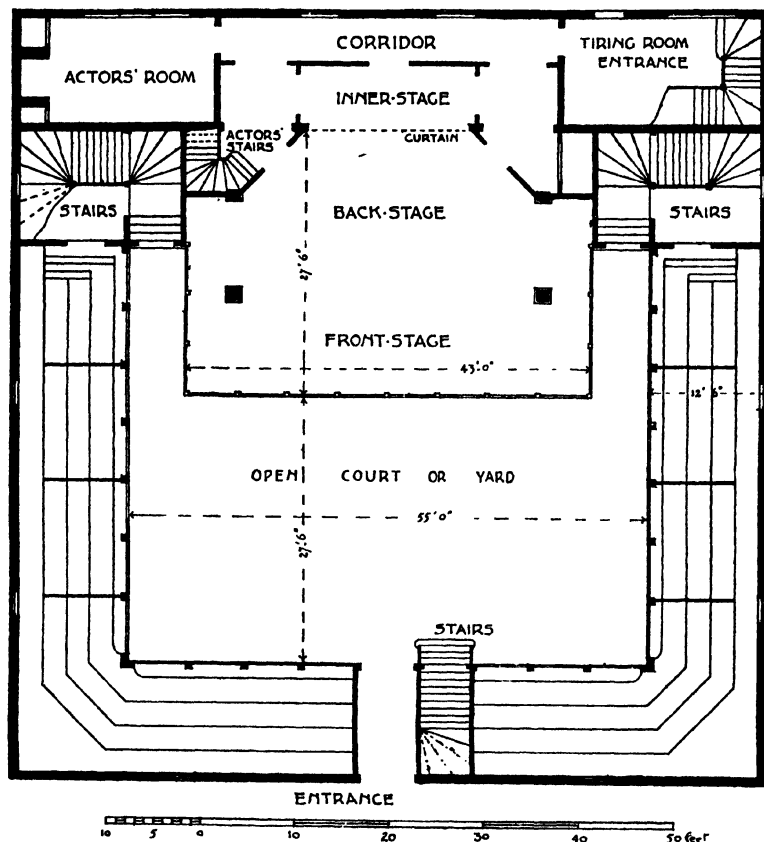 CORRIDOR
TIRING ROOM
ENTRANCE
ACTORS' ROOM
INNER-STAGE
ACTORS'
STAIRS
CURTAIN
STAIRS
BACK-STAGE
STAIRS
27'.6"
FRONT-STAGE
43'.0"
12'.6"
OPEN COURT OR YARD
55'0"
27'.6"
STAIRS
ENTRANCE
10 5 0 10 20 30 40 50 feet